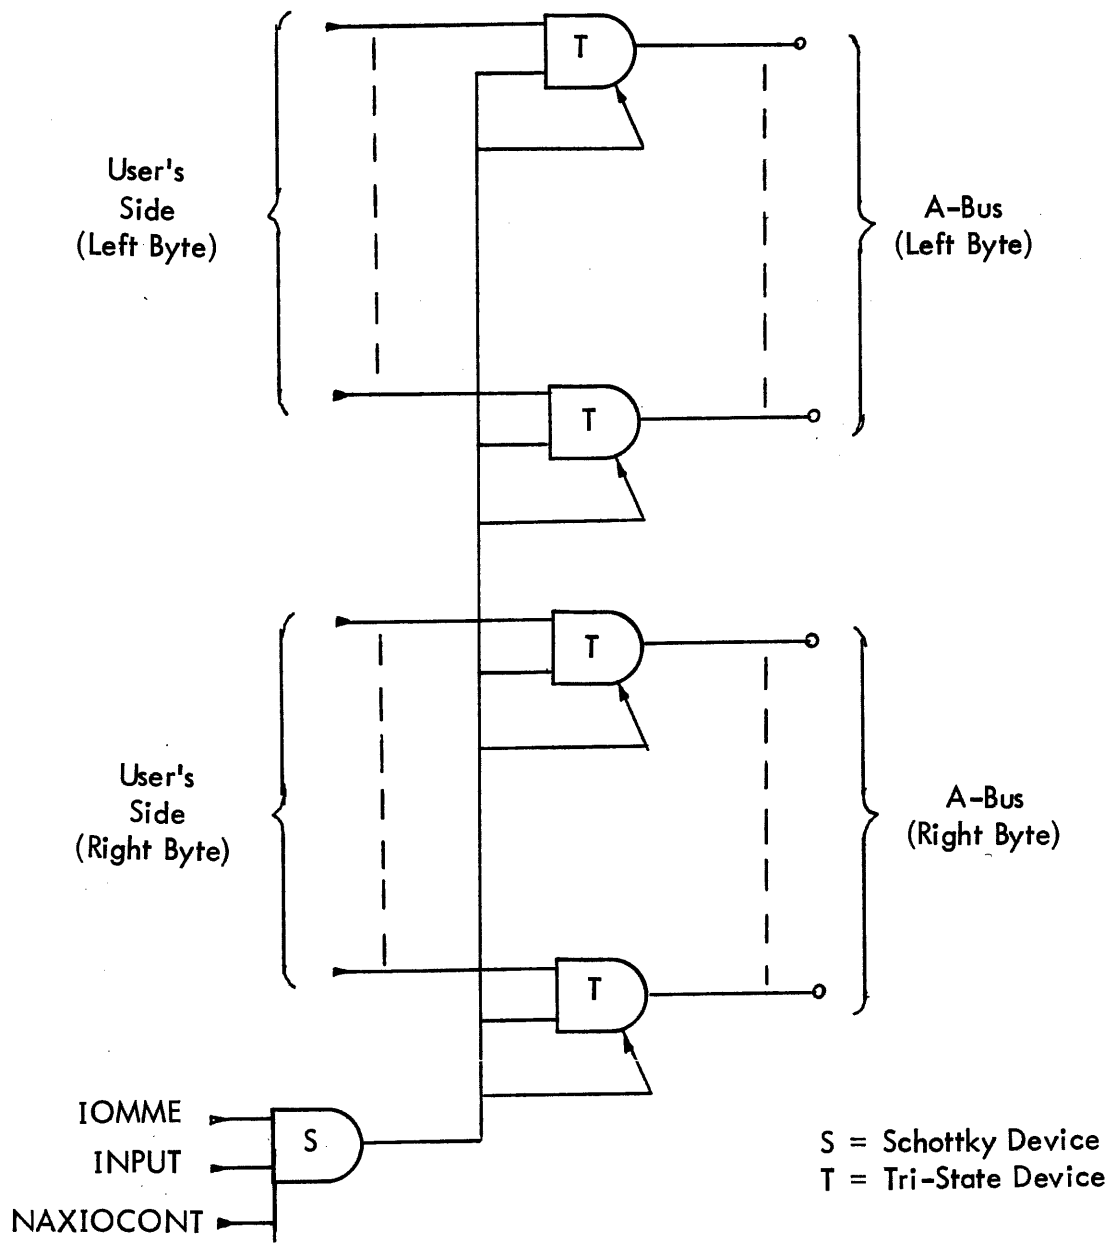 T
User's
Side
(Left Byte)
A-Bus
(Left Byte)
T
T
User's
Side
(Right Byte)
A-Bus
(Right Byte)
T
IOMME
INPUT
NAXIOCONT
S
S = Schottky Device
T = Tri-State Device